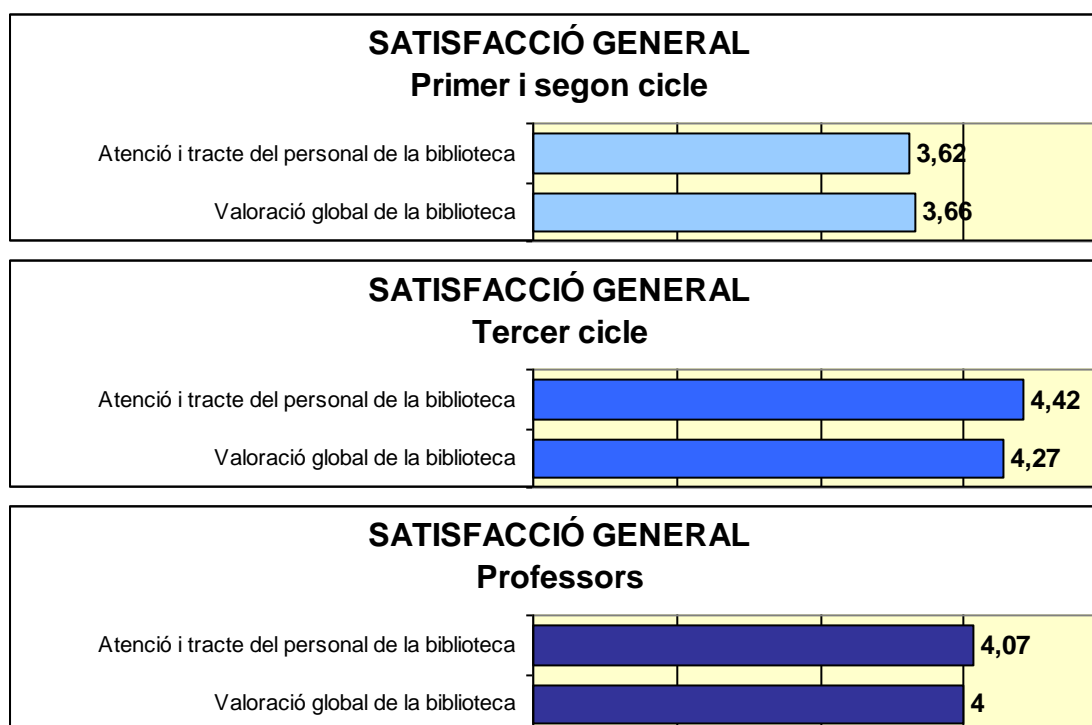 SATISFACCIÓ GENERAL
Primer i segon cicle
Atenció i tracte del personal de la biblioteca 3,62
Valoració global de la biblioteca 3,66
SATISFACCIÓ GENERAL
Tercer cicle
Atenció i tracte del personal de la biblioteca 4,42
Valoració global de la biblioteca 4,27
SATISFACCIÓ GENERAL
Professors
Atenció i tracte del personal de la biblioteca 4,07
Valoració global de la biblioteca 4